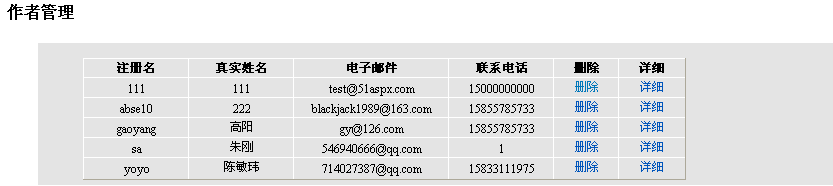 作者管理
注册名 真实姓名 电子邮件 联系电话 删除 详细
111 111 test@51aspx.com 15000000000 删除 详细
abse10 222 blackjack1989@163.com 15855785733 删除 详细
gaoyang 高阳 gy@126.com 15855785733 删除 详细
sa 朱刚 546940666@qq.com 1 删除 详细
yoyo 陈敏玮 714027387@qq.com 15833111975 删除 详细